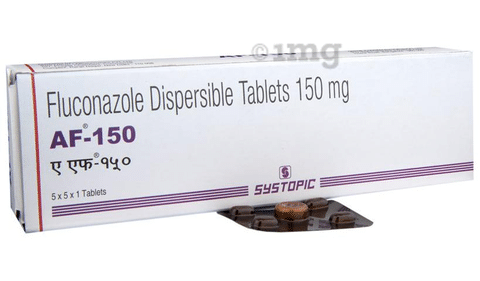 1mg
Fluconazole Dispersible Tablets 150 mg
AF®-150
ए एफ®-१५०
5 x 5 x 1 Tablets
SYSTOPIC